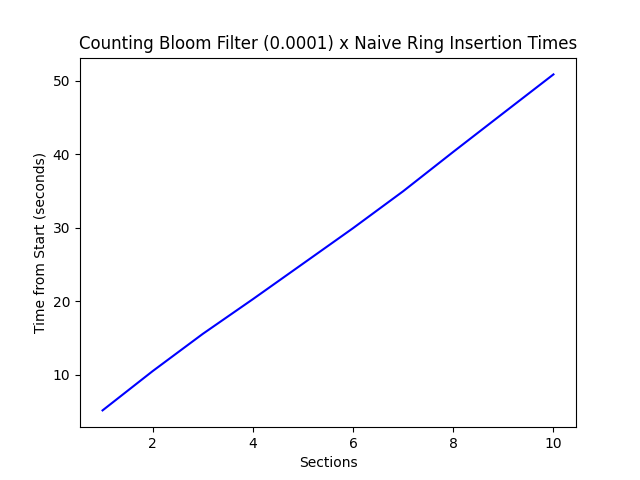 Counting Bloom Filter (0.0001) x Naive Ring Insertion Times
Time from Start (seconds)
50
40
30
20
10
2 4 6 8 10
Sections